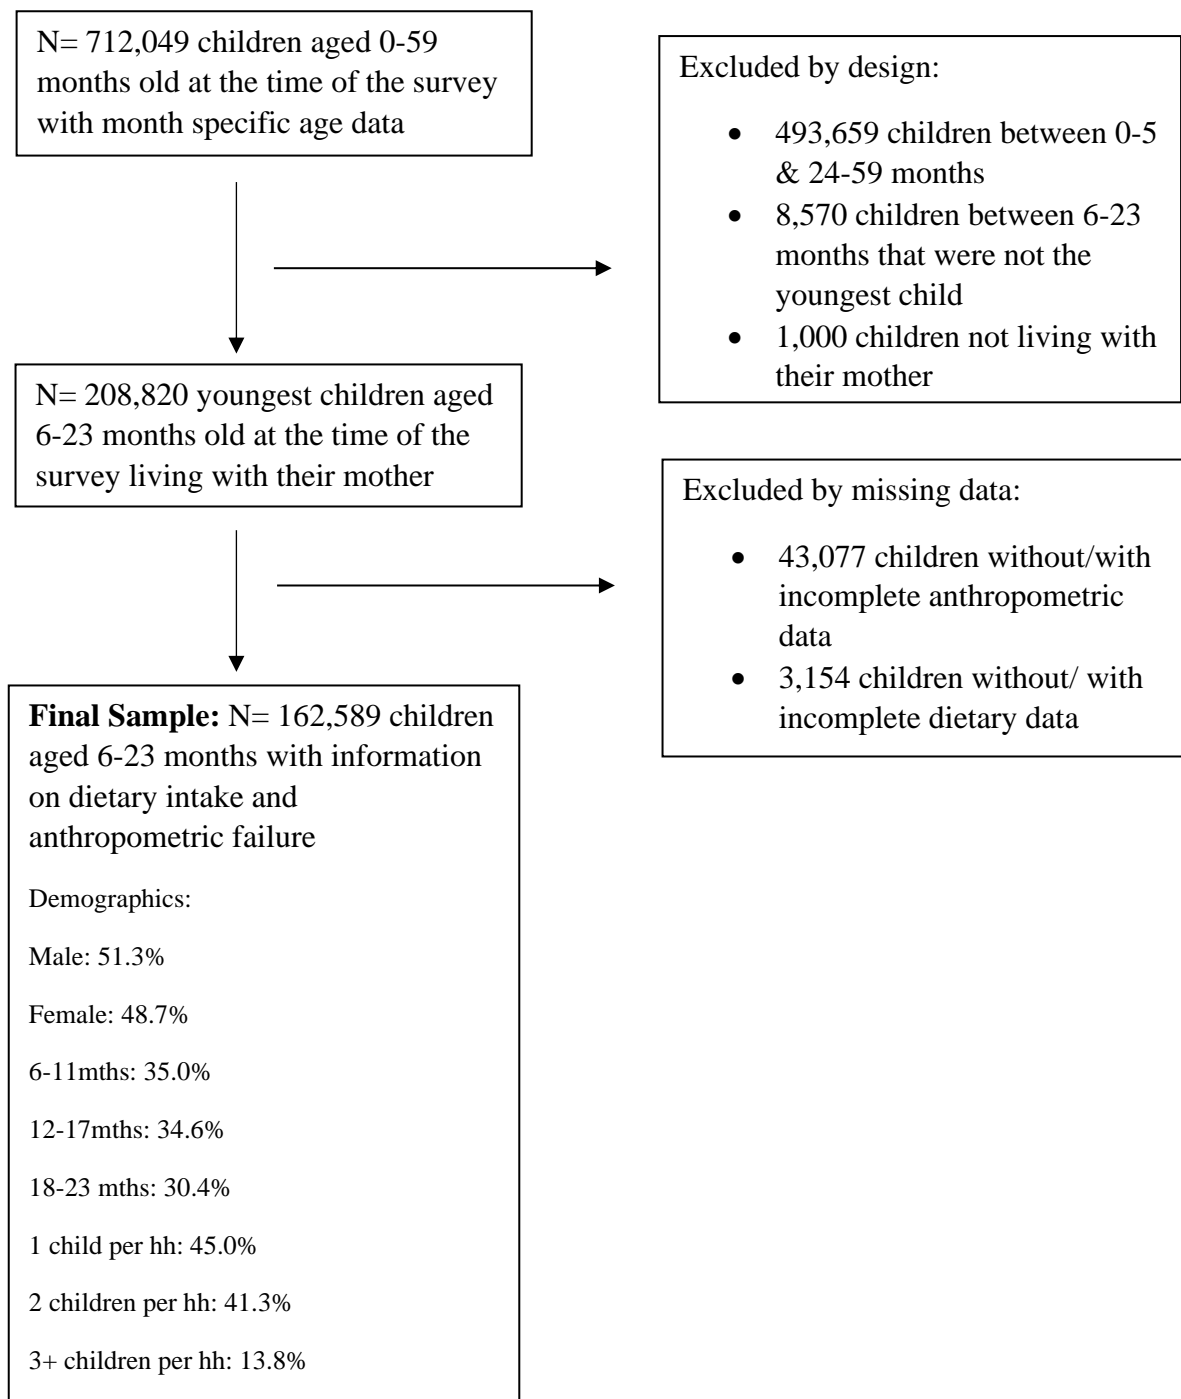 N= 712,049 children aged 0-59
months old at the time of the survey
with month specific age data
Excluded by design:
• 493,659 children between 0-5
& 24-59 months
• 8,570 children between 6-23
months that were not the
youngest child
• 1,000 children not living with
their mother
N= 208,820 youngest children aged
6-23 months old at the time of the
survey living with their mother
Excluded by missing data:
• 43,077 children without/with
incomplete anthropometric
data
• 3,154 children without/ with
incomplete dietary data
Final Sample: N= 162,589 children
aged 6-23 months with information
on dietary intake and
anthropometric failure
Demographics:
Male: 51.3%
Female: 48.7%
6-11mths: 35.0%
12-17mths: 34.6%
18-23 mths: 30.4%
1 child per hh: 45.0%
2 children per hh: 41.3%
3+ children per hh: 13.8%